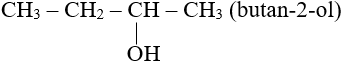 CH₃ – CH₂ – CH – CH₃ (butan-2-ol)
|
OH